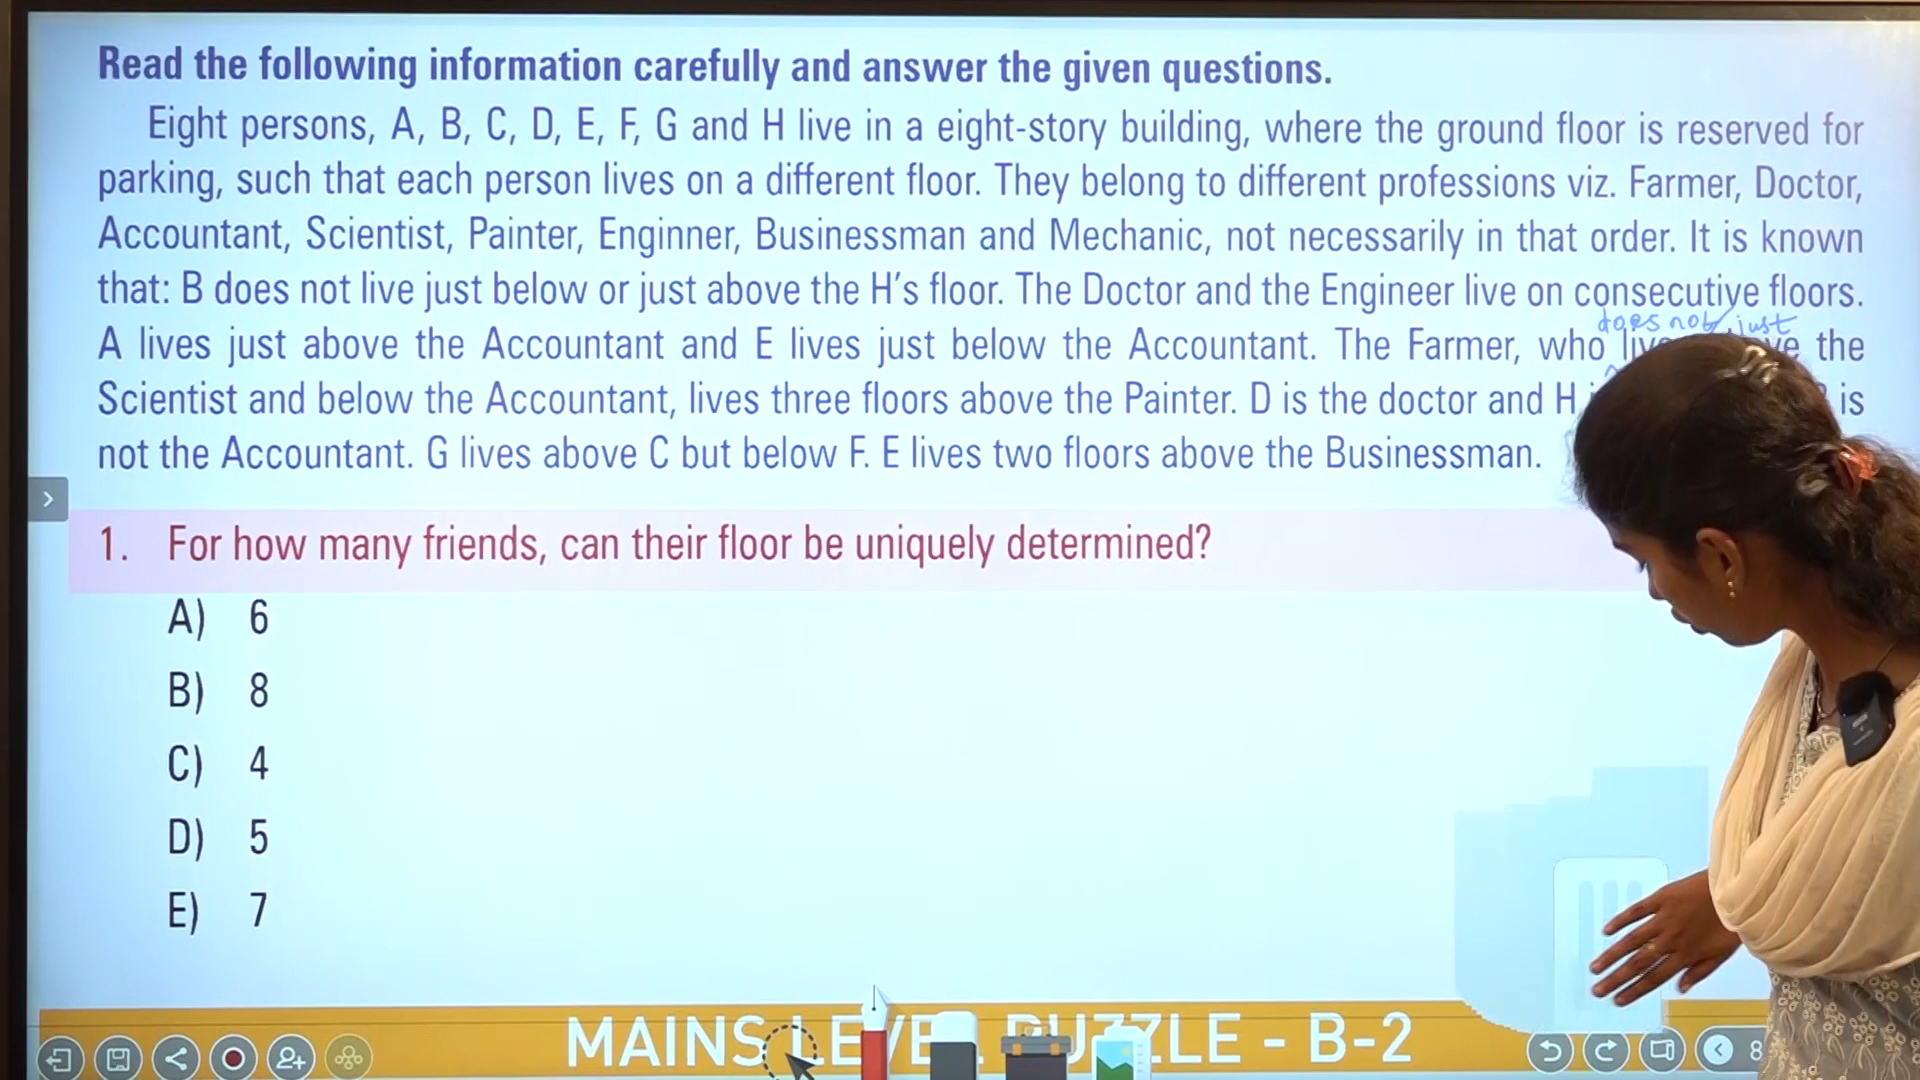 Read the following information carefully and answer the given questions.
Eight persons, A, B, C, D, E, F, G and H live in a eight-story building, where the ground floor is reserved for
parking, such that each person lives on a different floor. They belong to different professions viz. Farmer, Doctor,
Accountant, Scientist, Painter, Enginner, Businessman and Mechanic, not necessarily in that order. It is known
that: B does not live just below or just above the H's floor. The Doctor and the Engineer live on consecutive floors.
does not just
A lives just above the Accountant and E lives just below the Accountant. The Farmer, who the
Scientist and below the Accountant, lives three floors above the Painter. D is the doctor and H is
not the Accountant. G lives above C but below F. E lives two floors above the Businessman.
1. For how many friends, can their floor be uniquely determined?
A) 6
B) 8
C) 4
D) 5
E) 7
MAINS LEVEL PUZZLE - B-2
8